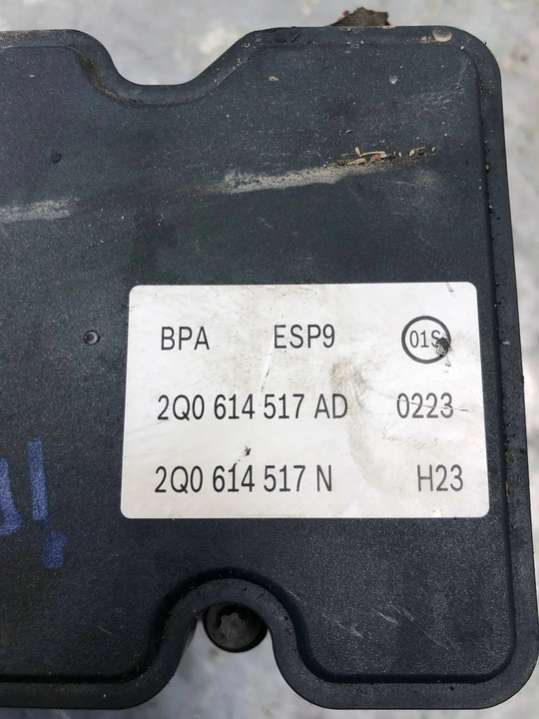 BPA ESP9 01S
2Q0 614 517 AD 0223
2Q0 614 517 N H23